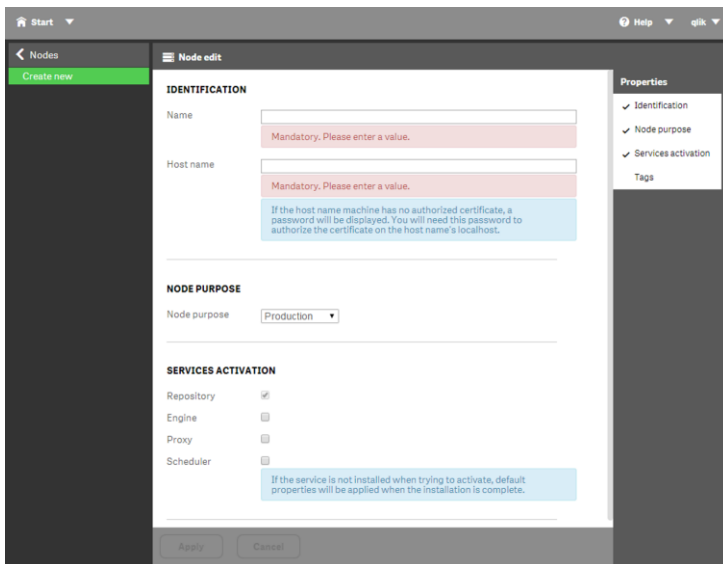 Start
Help
qlik
Nodes
Create new
Node edit
IDENTIFICATION
Name
Mandatory. Please enter a value.
Host name
Mandatory. Please enter a value.
If the host name machine has no authorized certificate, a
password will be displayed. You will need this password to
authorize the certificate on the host name's localhost.
NODE PURPOSE
Node purpose
Production
SERVICES ACTIVATION
Repository
Engine
Proxy
Scheduler
If the service is not installed when trying to activate, default
properties will be applied when the installation is complete.
Apply
Cancel
Properties
Identification
Node purpose
Services activation
Tags